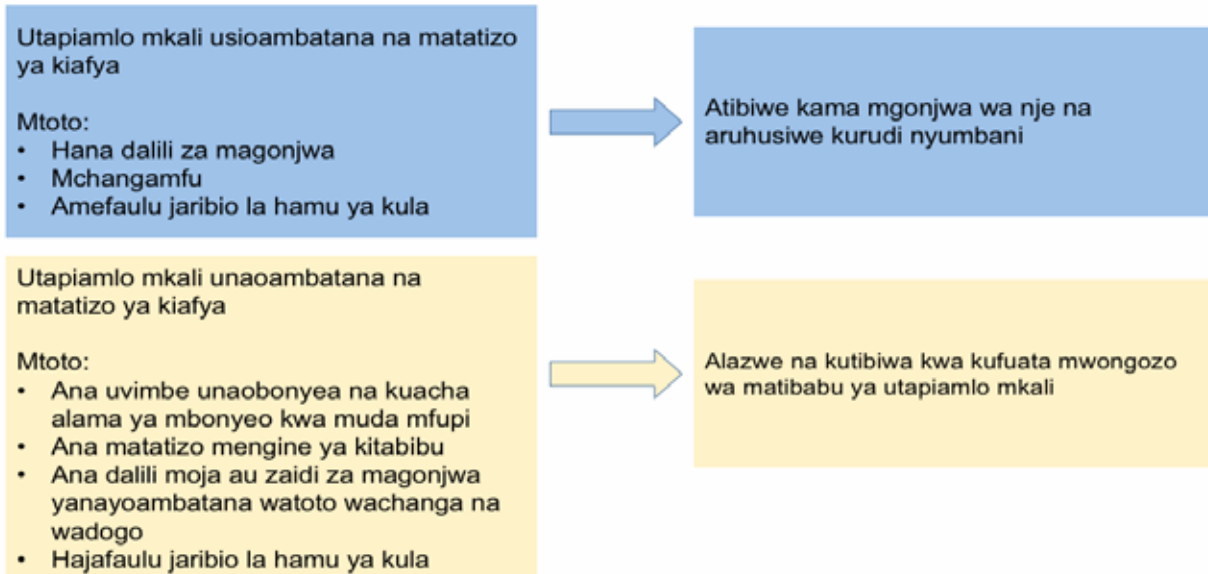 Utapiamlo mkali usioambatana na matatizo
ya kiafya
Mtoto:
• Hana dalili za magonjwa
• Mchangamfu
• Amefaulu jaribio la hamu ya kula
Atibiwe kama mgonjwa wa nje na
aruhusiwe kurudi nyumbani
Utapiamlo mkali unaoambatana na
matatizo ya kiafya
Mtoto:
• Ana uvimbe unaobonyea na kuacha
alama ya mbonyeo kwa muda mfupi
• Ana matatizo mengine ya kitabibu
• Ana dalili moja au zaidi za magonjwa
yanayoambatana watoto wachanga na
wadogo
• Hajafaulu jaribio la hamu ya kula
Alazwe na kutibiwa kwa kufuata mwongozo
wa matibabu ya utapiamlo mkali